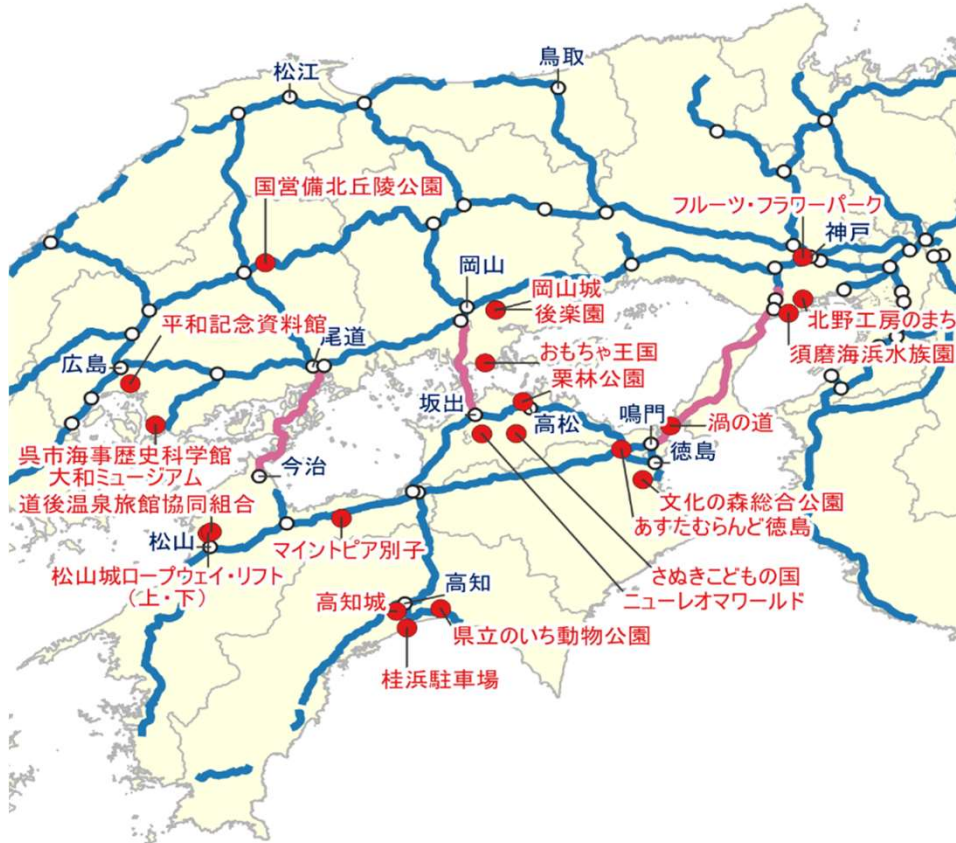 松江
鳥取
国営備北丘陵公園
フルーツ・フラワーパーク
神戸
岡山
岡山城
後楽園
北野工房のまち
須磨海浜水族園
平和記念資料館
尾道
広島
おもちゃ王国
栗林公園
坂出
高松
鳴門
渦の道
徳島
呉市海事歴史科学館
大和ミュージアム
今治
道後温泉旅館協同組合
文化の森総合公園
あすたむらんど徳島
松山
マイントピア別子
松山城ロープウェイ・リフト
（上・下）
さぬきこどもの国
ニューレオマワールド
高知
高知城
県立のいち動物公園
桂浜駐車場